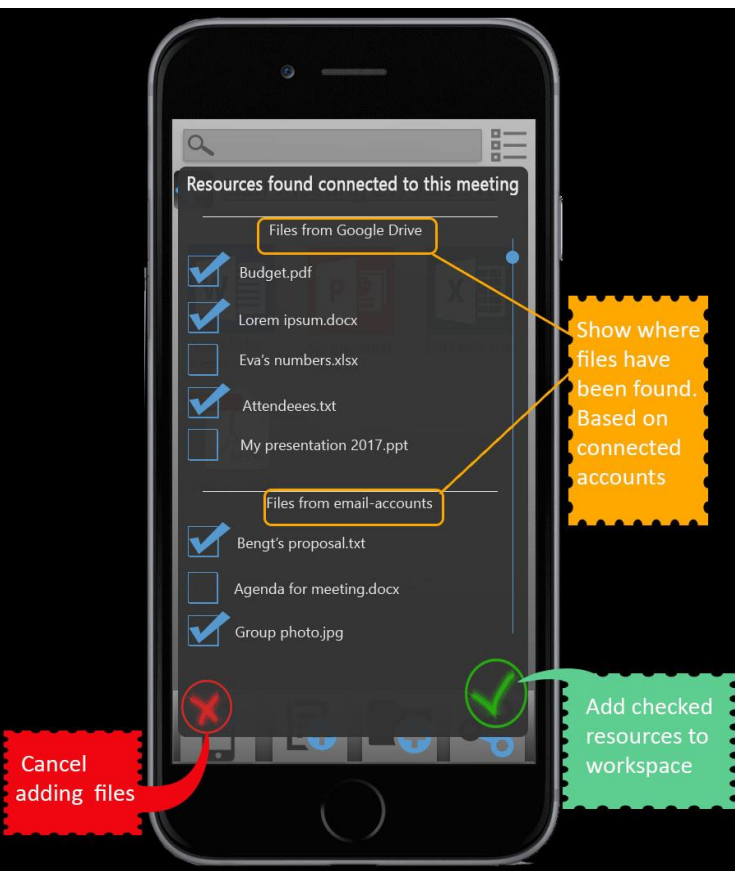 Resources found connected to this meeting
Files from Google Drive
Budget.pdf
Lorem ipsum.docx
Eva's numbers.xlsx
Attendeees.txt
My presentation 2017.ppt
Files from email-accounts
Bengt's proposal.txt
Agenda for meeting.docx
Group photo.jpg
Show where
files have
been found.
Based on
connected
accounts
Add checked
resources to
workspace
Cancel
adding files